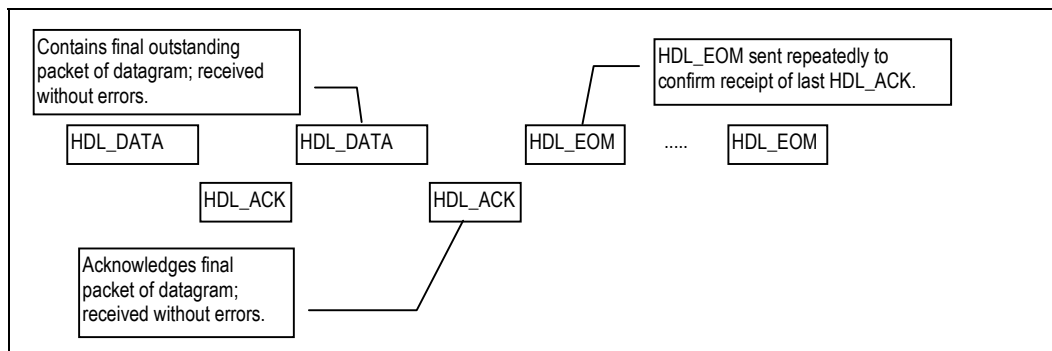 Contains final outstanding
packet of datagram; received
without errors.
HDL_EOM sent repeatedly to
confirm receipt of last HDL_ACK.
HDL_DATA
HDL_DATA
HDL_EOM
.....
HDL_EOM
HDL_ACK
HDL_ACK
Acknowledges final
packet of datagram;
received without errors.